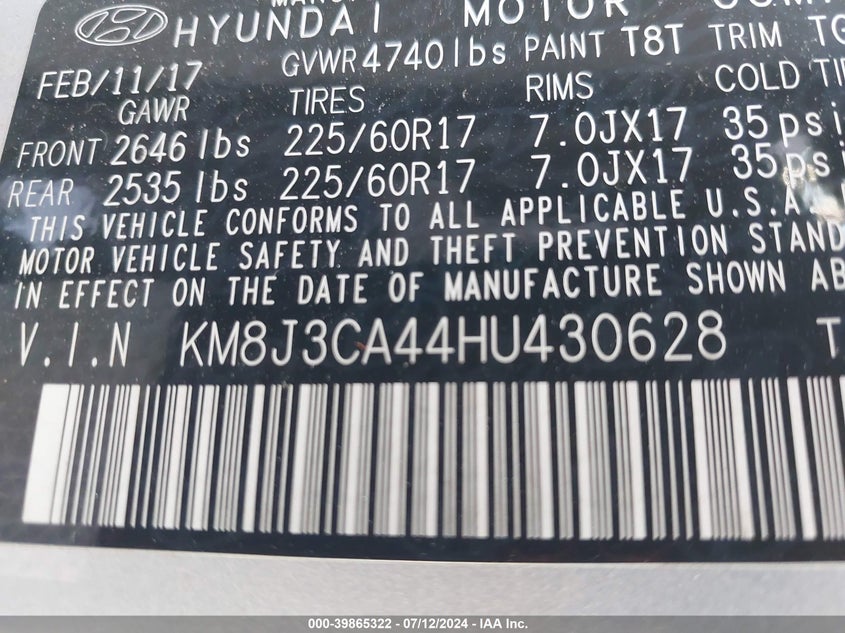 HYUNDAI MOTOR
FEB/11/17 GVWR 4740 lbs PAINT T8T TRIM
GAWR TIRES RIMS COLD
FRONT 2646 lbs 225/60R17 7.0JX17 35 psi
REAR 2535 lbs 225/60R17 7.0JX17 35 psi
THIS VEHICLE CONFORMS TO ALL APPLICABLE U.S.A.
MOTOR VEHICLE SAFETY AND THEFT PREVENTION STAND
IN EFFECT ON THE DATE OF MANUFACTURE SHOWN AB
V.I.N KM8J3CA44HU430628 T
000-39865322 - 07/12/2024 - IAA Inc.